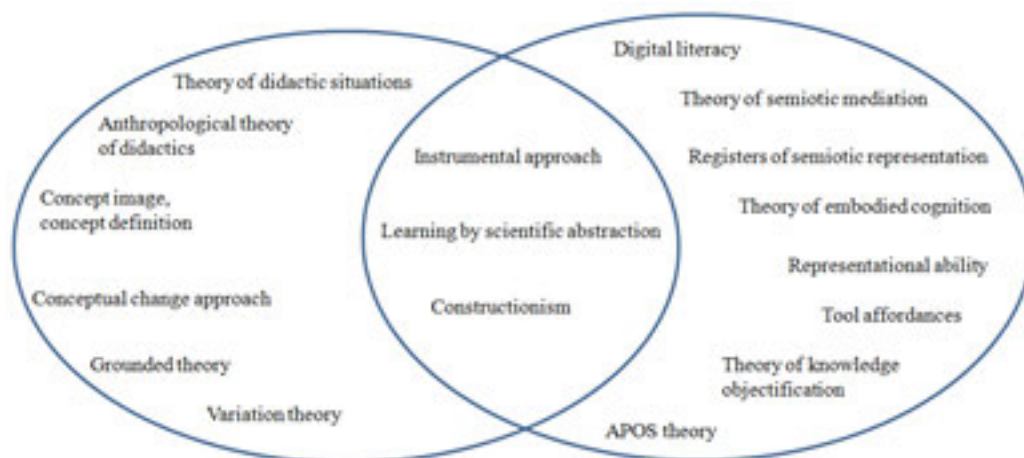 Theory of didactic situations
Anthropological theory
of didactics
Concept image,
concept definition
Conceptual change approach
Grounded theory
Variation theory
Instrumental approach
Learning by scientific abstraction
Constructionism
Digital literacy
Theory of semiotic mediation
Registers of semiotic representation
Theory of embodied cognition
Representational ability
Tool affordances
Theory of knowledge
objectification
APOS theory